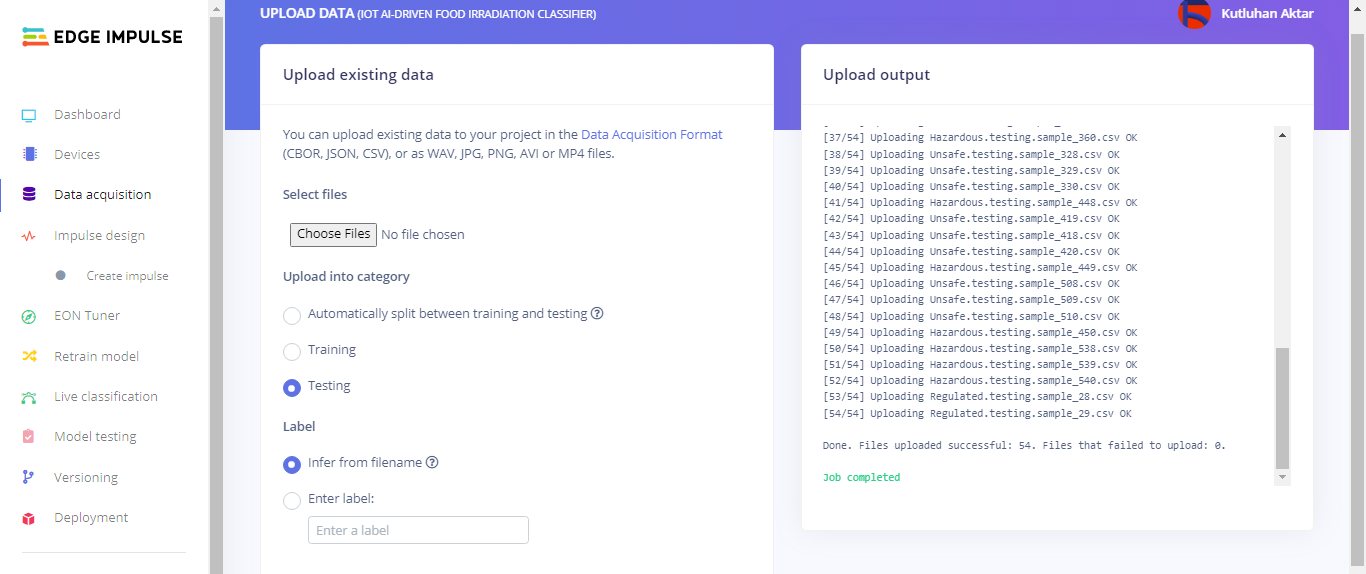 EDGE IMPULSE
Dashboard
Devices
Data acquisition
Impulse design
Create impulse
EON Tuner
Retrain model
Live classification
Model testing
Versioning
Deployment
UPLOAD DATA (IOT AI-DRIVEN FOOD IRRADIATION CLASSIFIER)
Kutluhan Aktar
Upload existing data
You can upload existing data to your project in the Data Acquisition Format
(CBOR, JSON, CSV), or as WAV, JPG, PNG, AVI or MP4 files.
Select files
Choose Files No file chosen
Upload into category
Automatically split between training and testing ?
Training
Testing
Label
Infer from filename ?
Enter label:
Enter a label
Upload output
[37/54] Uploading Hazardous.testing.sample_360.csv OK
[38/54] Uploading Unsafe.testing.sample_328.csv OK
[39/54] Uploading Unsafe.testing.sample_329.csv OK
[40/54] Uploading Unsafe.testing.sample_330.csv OK
[41/54] Uploading Hazardous.testing.sample_448.csv OK
[42/54] Uploading Unsafe.testing.sample_419.csv OK
[43/54] Uploading Unsafe.testing.sample_418.csv OK
[44/54] Uploading Unsafe.testing.sample_420.csv OK
[45/54] Uploading Hazardous.testing.sample_449.csv OK
[46/54] Uploading Unsafe.testing.sample_508.csv OK
[47/54] Uploading Unsafe.testing.sample_509.csv OK
[48/54] Uploading Unsafe.testing.sample_510.csv OK
[49/54] Uploading Hazardous.testing.sample_450.csv OK
[50/54] Uploading Hazardous.testing.sample_538.csv OK
[51/54] Uploading Hazardous.testing.sample_539.csv OK
[52/54] Uploading Hazardous.testing.sample_540.csv OK
[53/54] Uploading Regulated.testing.sample_28.csv OK
[54/54] Uploading Regulated.testing.sample_29.csv OK
Done. Files uploaded successful: 54. Files that failed to upload: 0.
Job completed